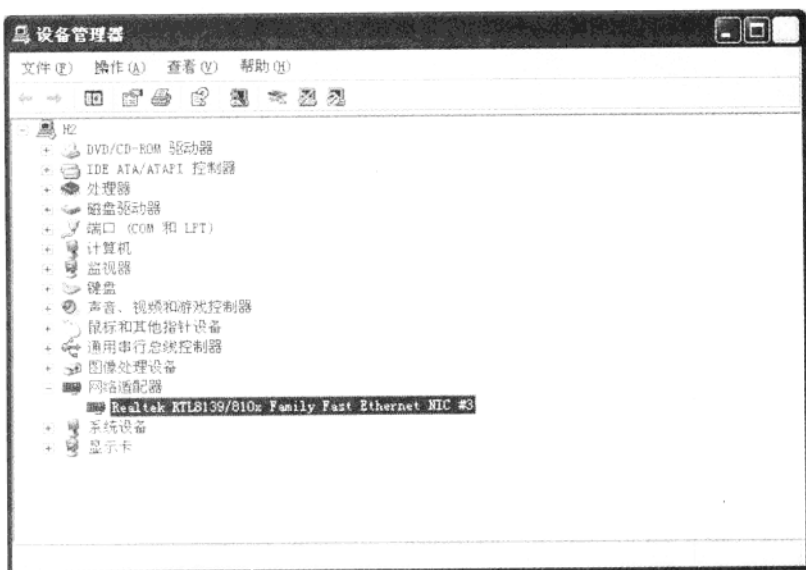 设备管理器
文件(F) 操作(A) 查看(V) 帮助(H)
H2
DVD/CD-ROM 驱动器
IDE ATA/ATAPI 控制器
处理器
磁盘驱动器
端口 (COM 和 LPT)
计算机
监视器
键盘
声音、视频和游戏控制器
鼠标和其他指针设备
通用串行总线控制器
图像处理设备
网络适配器
Realtek RTL8139/810x Family Fast Ethernet NIC #3
系统设备
显示卡